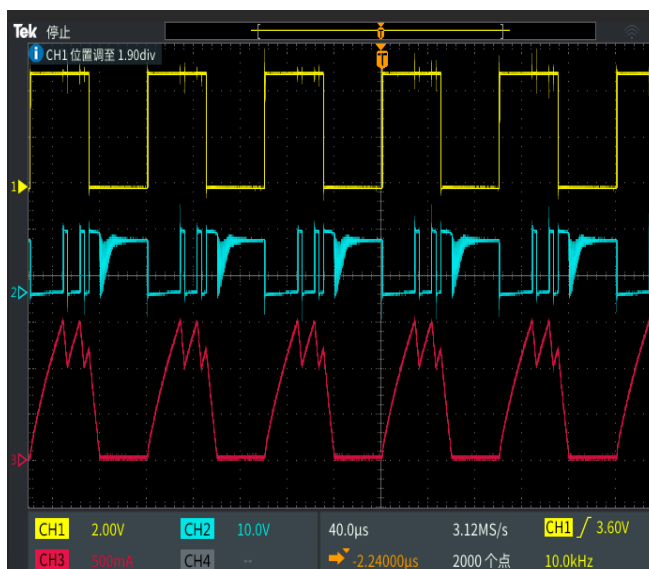 Tek 停止
T
i CH1 位置调至 1.90div
T
1
2
3
CH1 2.00V CH2 10.0V 40.0µs 3.12MS/s CH1 3.60V
CH3 500mA CH4 -- -2.24000µs 2000 个点 10.0kHz